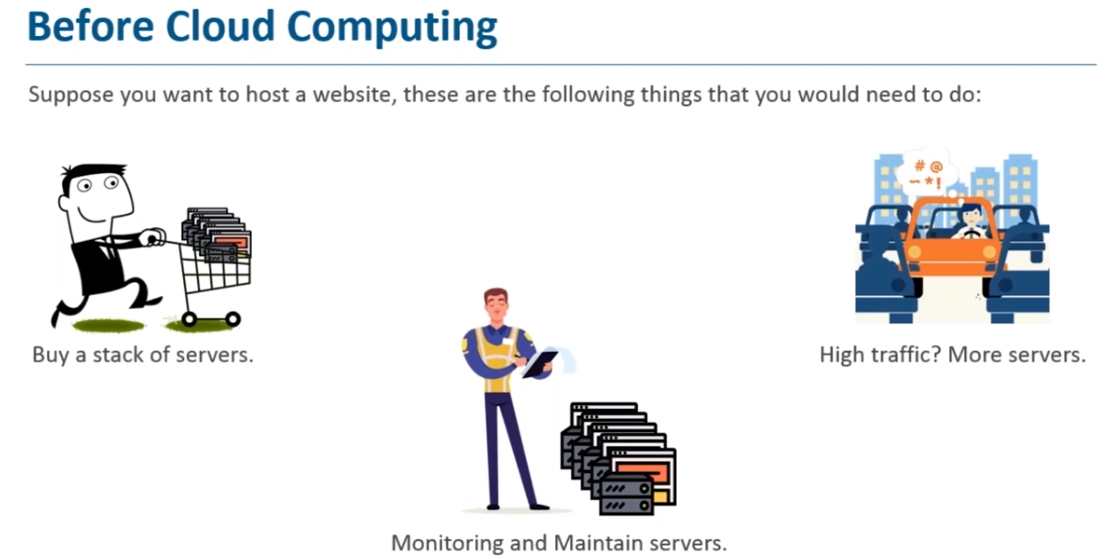 Before Cloud Computing
Suppose you want to host a website, these are the following things that you would need to do:
# @
~ * !
Buy a stack of servers.
High traffic? More servers.
Monitoring and Maintain servers.